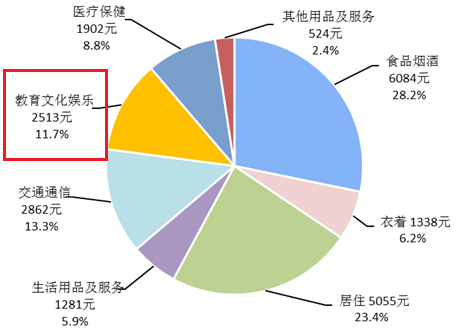 医疗保健
1902元
8.8%
其他用品及服务
524元
2.4%
食品烟酒
6084元
28.2%
教育文化娱乐
2513元
11.7%
交通通信
2862元
13.3%
衣着 1338元
6.2%
生活用品及服务
1281元
5.9%
居住 5055元
23.4%